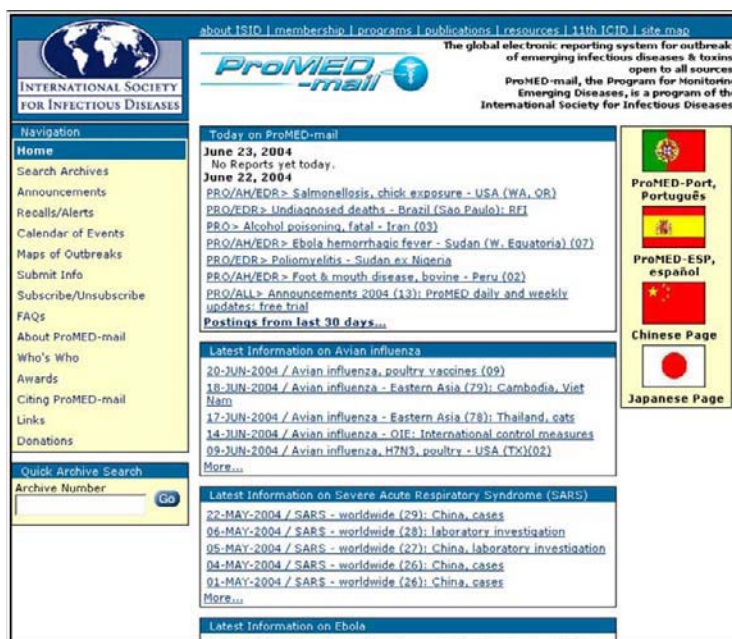 about ISID | membership | programs | publications | resources | 11th ICID | site map
INTERNATIONAL SOCIETY
FOR INFECTIOUS DISEASES
ProMED
-mail
The global electronic reporting system for outbreak
of emerging infectious diseases & toxins
open to all sources
ProMED-mail, the Program for Monitorin
Emerging Diseases, is a program of the
International Society for Infectious Diseases
Navigation
Home
Search Archives
Announcements
Recalls/Alerts
Calendar of Events
Maps of Outbreaks
Submit Info
Subscribe/Unsubscribe
FAQs
About ProMED-mail
Who's Who
Awards
Citing ProMED-mail
Links
Donations
Quick Archive Search
Archive Number
Go
Today on ProMED-mail
June 23, 2004
No Reports yet today.
June 22, 2004
PRO/AH/EDR> Salmonellosis, chick exposure - USA (WA, OR)
PRO/EDR> Undiagnosed deaths - Brazil (Sao Paulo): RFI
PRO> Alcohol poisoning, fatal - Iran (03)
PRO/AH/EDR> Ebola hemorrhagic fever - Sudan (W. Equatoria) (07)
PRO/EDR> Poliomyelitis - Sudan ex Nigeria
PRO/AH/EDR> Foot & mouth disease, bovine - Peru (02)
PRO/ALL> Announcements 2004 (13): ProMED daily and weekly
updates: free trial
Postings from last 30 days...
Latest Information on Avian influenza
20-JUN-2004 / Avian influenza, poultry vaccines (09)
18-JUN-2004 / Avian influenza - Eastern Asia (79): Cambodia, Viet
Nam
17-JUN-2004 / Avian influenza - Eastern Asia (78): Thailand, cats
14-JUN-2004 / Avian influenza - OIE: International control measures
09-JUN-2004 / Avian influenza, H7N3, poultry - USA (TX)(02)
More...
Latest Information on Severe Acute Respiratory Syndrome (SARS)
22-MAY-2004 / SARS - worldwide (29): China, cases
06-MAY-2004 / SARS - worldwide (28): laboratory investigation
05-MAY-2004 / SARS - worldwide (27): China, laboratory investigation
04-MAY-2004 / SARS - worldwide (26): China, cases
01-MAY-2004 / SARS - worldwide (26): China, cases
More...
Latest Information on Ebola
ProMED-Port,
Português
ProMED-ESP,
español
Chinese Page
Japanese Page